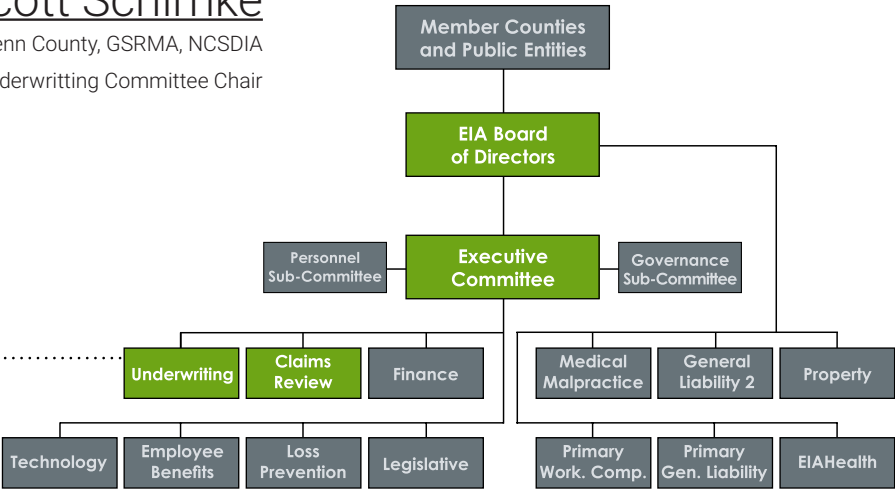 Schimke
County, GSRMA, NCSDIA
Committee Chair
Member Counties
and Public Entities
EIA Board
of Directors
Personnel
Sub-Committee
Executive
Committee
Governance
Sub-Committee
Underwriting
Claims
Review
Finance
Medical
Malpractice
General
Liability 2
Property
Technology
Employee
Benefits
Loss
Prevention
Legislative
Primary
Work. Comp.
Primary
Gen. Liability
EIAHealth